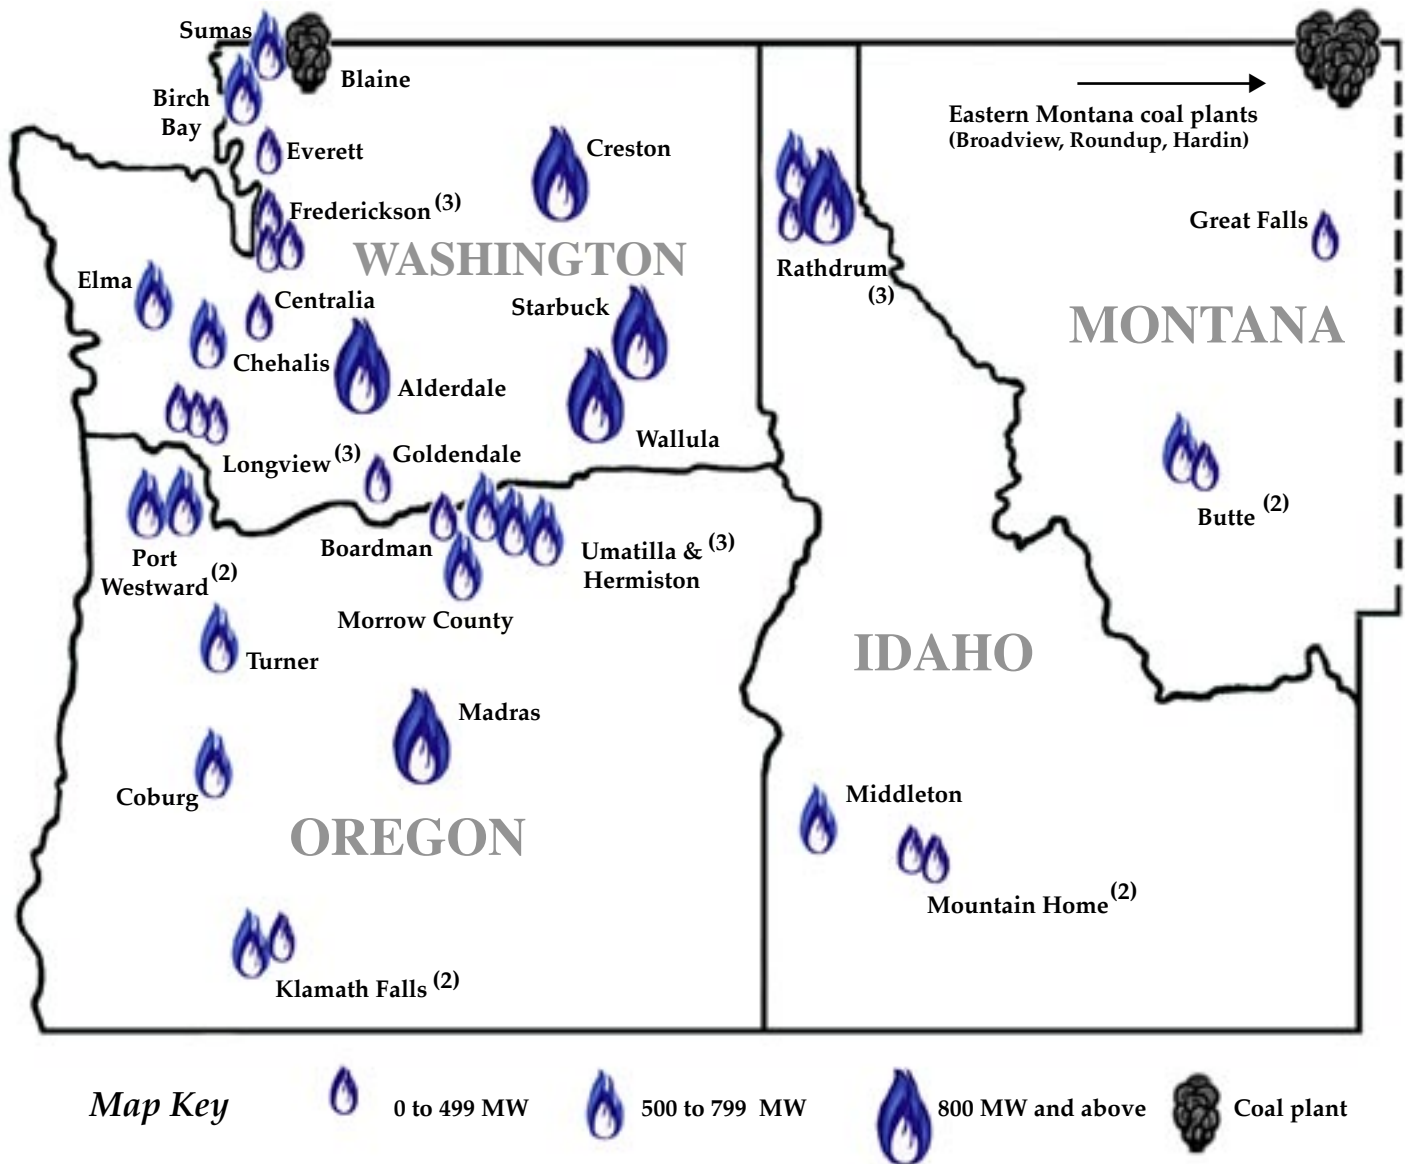 Sumas
Blaine
Birch
Bay
Eastern Montana coal plants
(Broadview, Roundup, Hardin)
Everett
Creston
Frederickson (3)
Great Falls
WASHINGTON
Rathdrum
(3)
Elma
Centralia
Starbuck
MONTANA
Chehalis
Alderdale
Wallula
Longview (3)
Goldendale
Butte (2)
Boardman
Umatilla & (3)
Hermiston
Port
Westward (2)
Morrow County
IDAHO
Turner
Madras
Coburg
Middleton
OREGON
Mountain Home (2)
Klamath Falls (2)
Map Key
0 to 499 MW
500 to 799 MW
800 MW and above
Coal plant